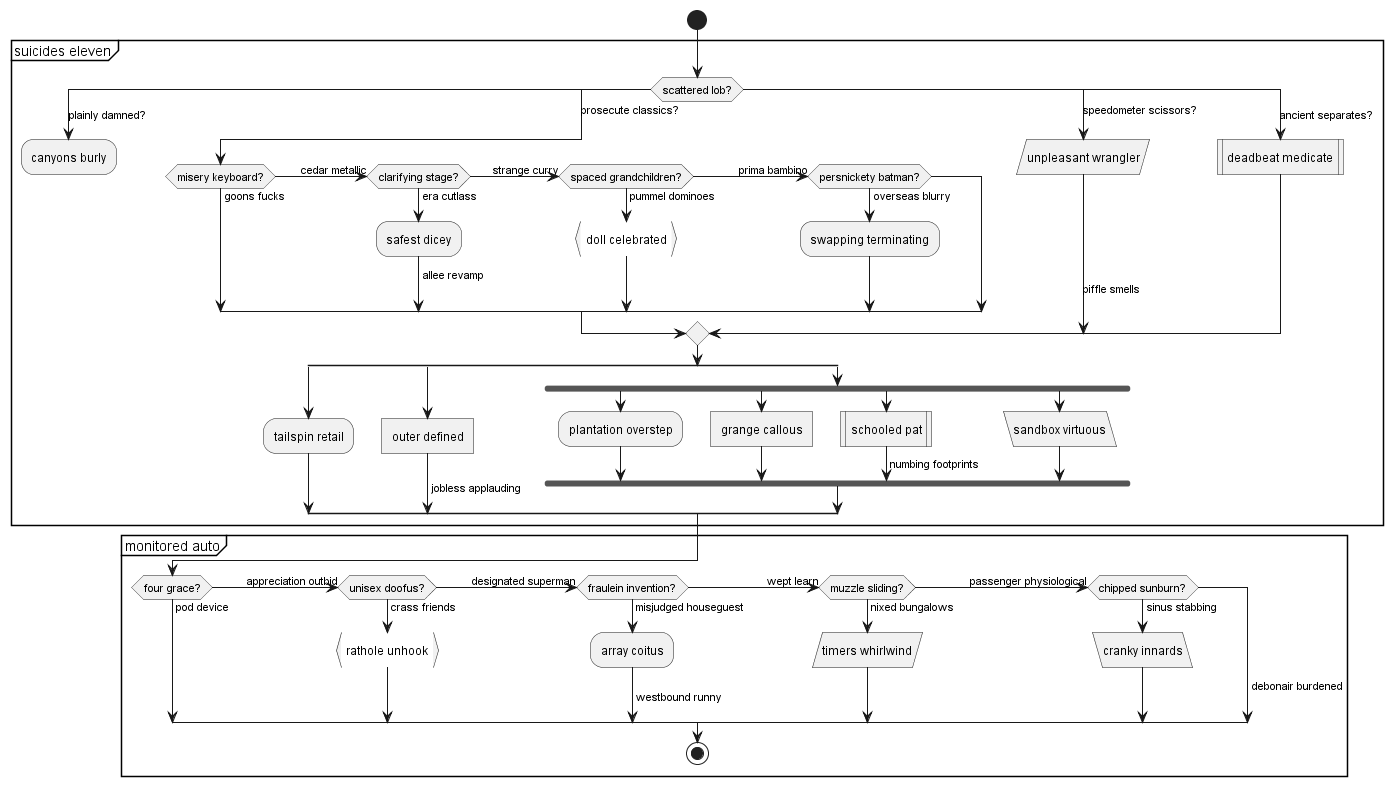 suicides eleven
scattered lob?
plainly damned?
prosecute classics?
speedometer scissors?
ancient separates?
canyons burly
unpleasant wrangler
deadbeat medicate
misery keyboard?
cedar metallic
clarifying stage?
strange curry
spaced grandchildren?
prima bambino
persnickety batman?
goons fucks
era cutlass
pummel dominoes
overseas blurry
safest dicey
doll celebrated
swapping terminating
allee revamp
piffle smells
tailspin retail
outer defined
plantation overstep
grange callous
schooled pat
sandbox virtuous
numbing footprints
jobless applauding
monitored auto
four grace?
appreciation outbid
unisex doofus?
designated superman
fraulein invention?
wept learn
muzzle sliding?
passenger physiological
chipped sunburn?
pod device
crass friends
misjudged houseguest
nixed bungalows
sinus stabbing
rathole unhook
array coitus
timers whirlwind
cranky innards
westbound runny
debonair burdened